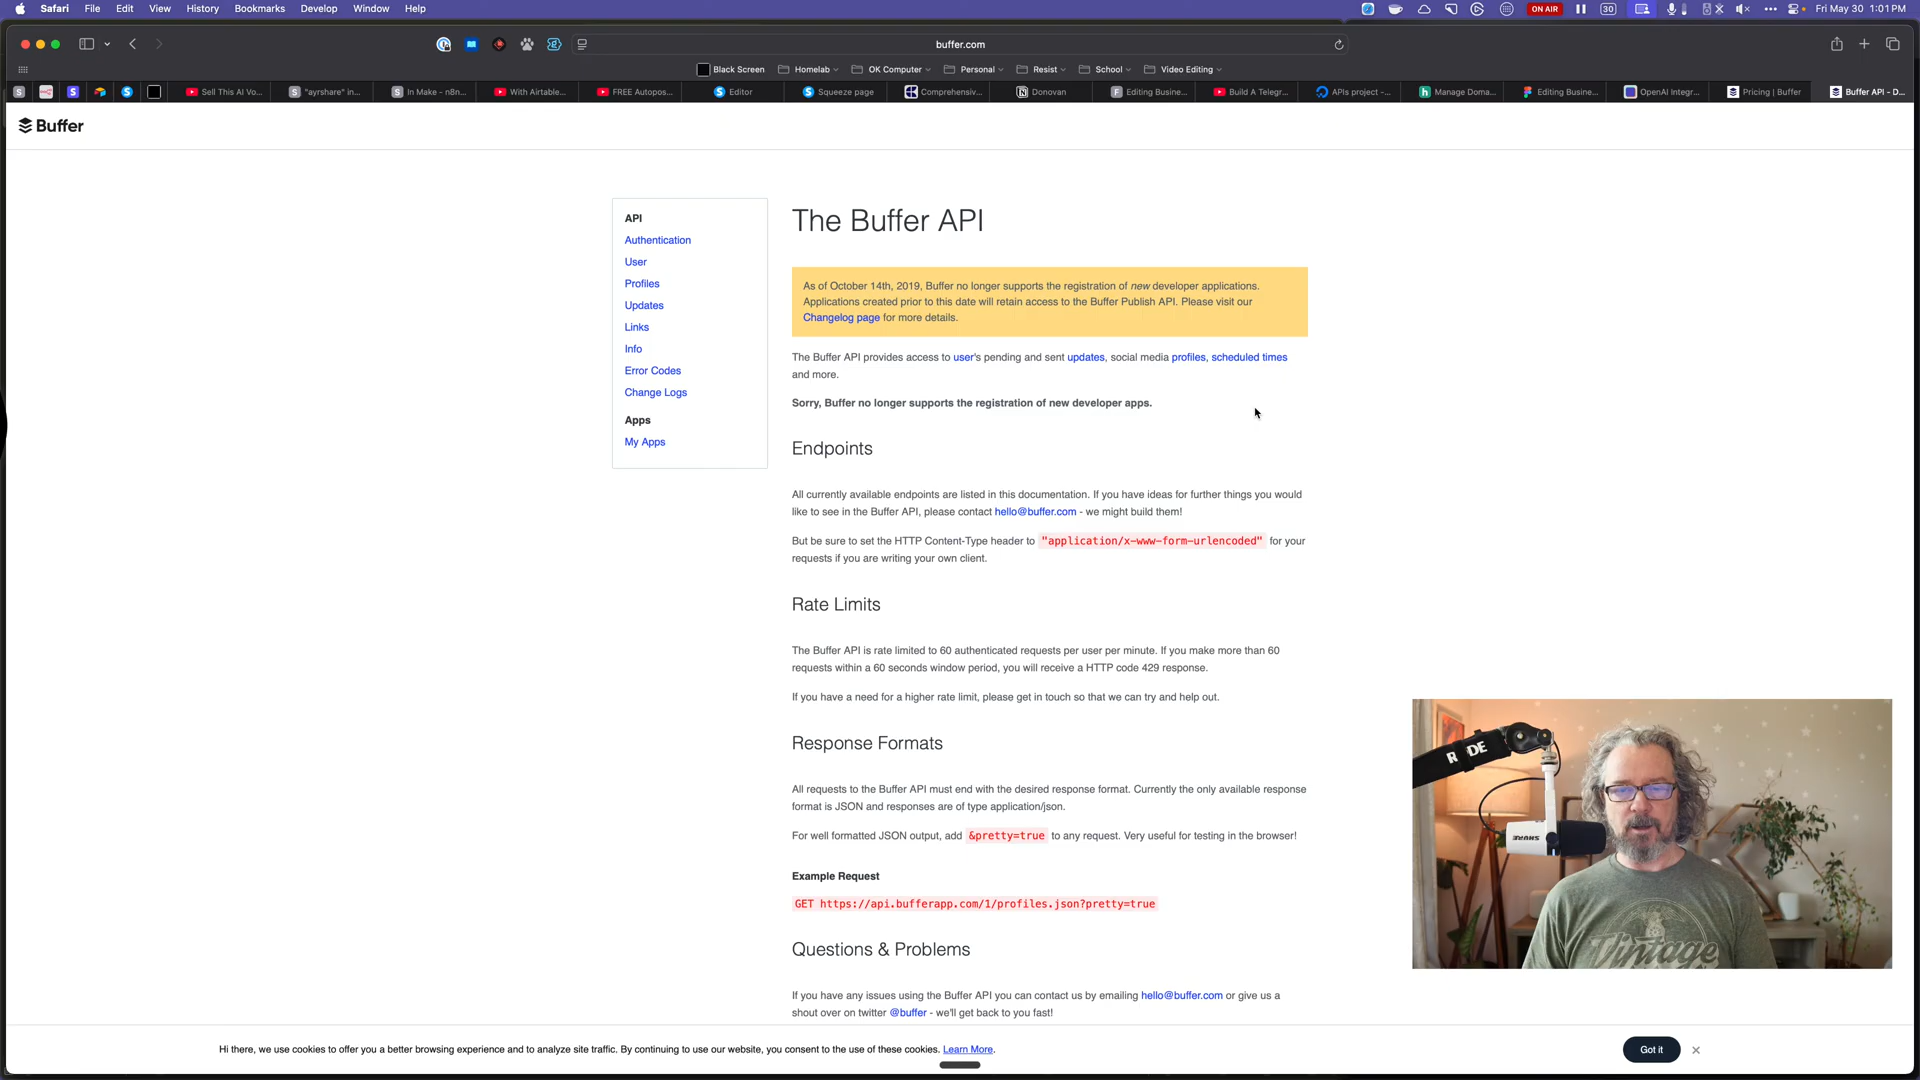 Safari File Edit View History Bookmarks Develop Window Help
ON AIR 30 Fri May 30 1:01 PM
buffer.com
Black Screen Homelab OK Computer Personal Resist School Video Editing
Sell This AI Vo... "ayrshare" in... In Make - n8n... With Airtable... FREE Autopos... Editor Squeeze page Comprehensiv... Donovan Editing Busine... Build A Telegr... APIs project -... Manage Doma... Editing Busine... OpenAI Integr... Pricing | Buffer Buffer API - D...
Buffer
API
Authentication
User
Profiles
Updates
Links
Info
Error Codes
Change Logs
Apps
My Apps
The Buffer API
As of October 14th, 2019, Buffer no longer supports the registration of new developer applications.
Applications created prior to this date will retain access to the Buffer Publish API. Please visit our
Changelog page for more details.
The Buffer API provides access to user's pending and sent updates, social media profiles, scheduled times
and more.
Sorry, Buffer no longer supports the registration of new developer apps.
Endpoints
All currently available endpoints are listed in this documentation. If you have ideas for further things you would
like to see in the Buffer API, please contact hello@buffer.com - we might build them!
But be sure to set the HTTP Content-Type header to "application/x-www-form-urlencoded" for your
requests if you are writing your own client.
Rate Limits
The Buffer API is rate limited to 60 authenticated requests per user per minute. If you make more than 60
requests within a 60 seconds window period, you will receive a HTTP code 429 response.
If you have a need for a higher rate limit, please get in touch so that we can try and help out.
Response Formats
All requests to the Buffer API must end with the desired response format. Currently the only available response
format is JSON and responses are of type application/json.
For well formatted JSON output, add &pretty=true to any request. Very useful for testing in the browser!
Example Request
GET https://api.bufferapp.com/1/profiles.json?pretty=true
Questions & Problems
If you have any issues using the Buffer API you can contact us by emailing hello@buffer.com or give us a
shout over on twitter @buffer - we'll get back to you fast!
RØDE
SHURE
Vintage
Hi there, we use cookies to offer you a better browsing experience and to analyze site traffic. By continuing to use our website, you consent to the use of these cookies. Learn More.
Got it